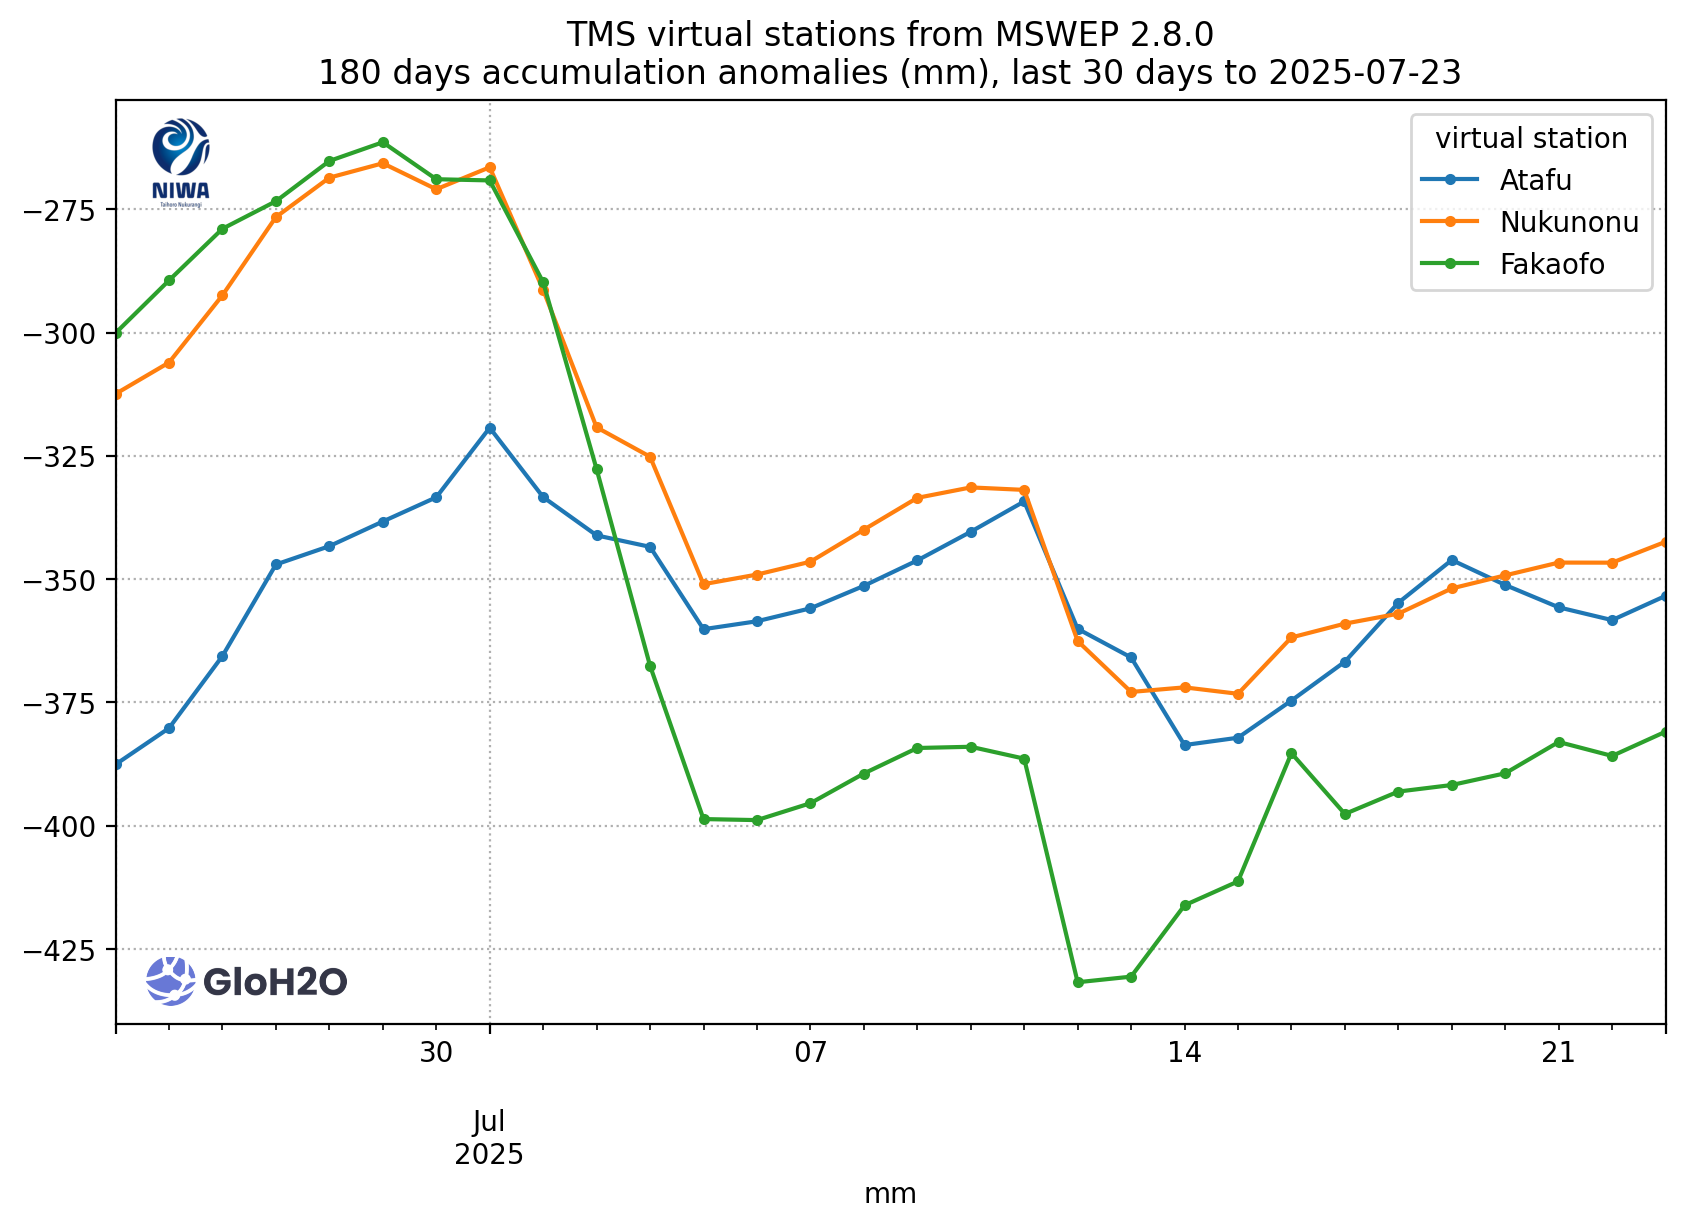 TMS virtual stations from MSWEP 2.8.0
180 days accumulation anomalies (mm), last 30 days to 2025-07-23
NIWA
Taihoro Nukurangi
virtual station
Atafu
Nukunonu
Fakaofo
−275
−300
−325
−350
−375
−400
−425
GloH2O
30 07 14 21
Jul
2025
mm